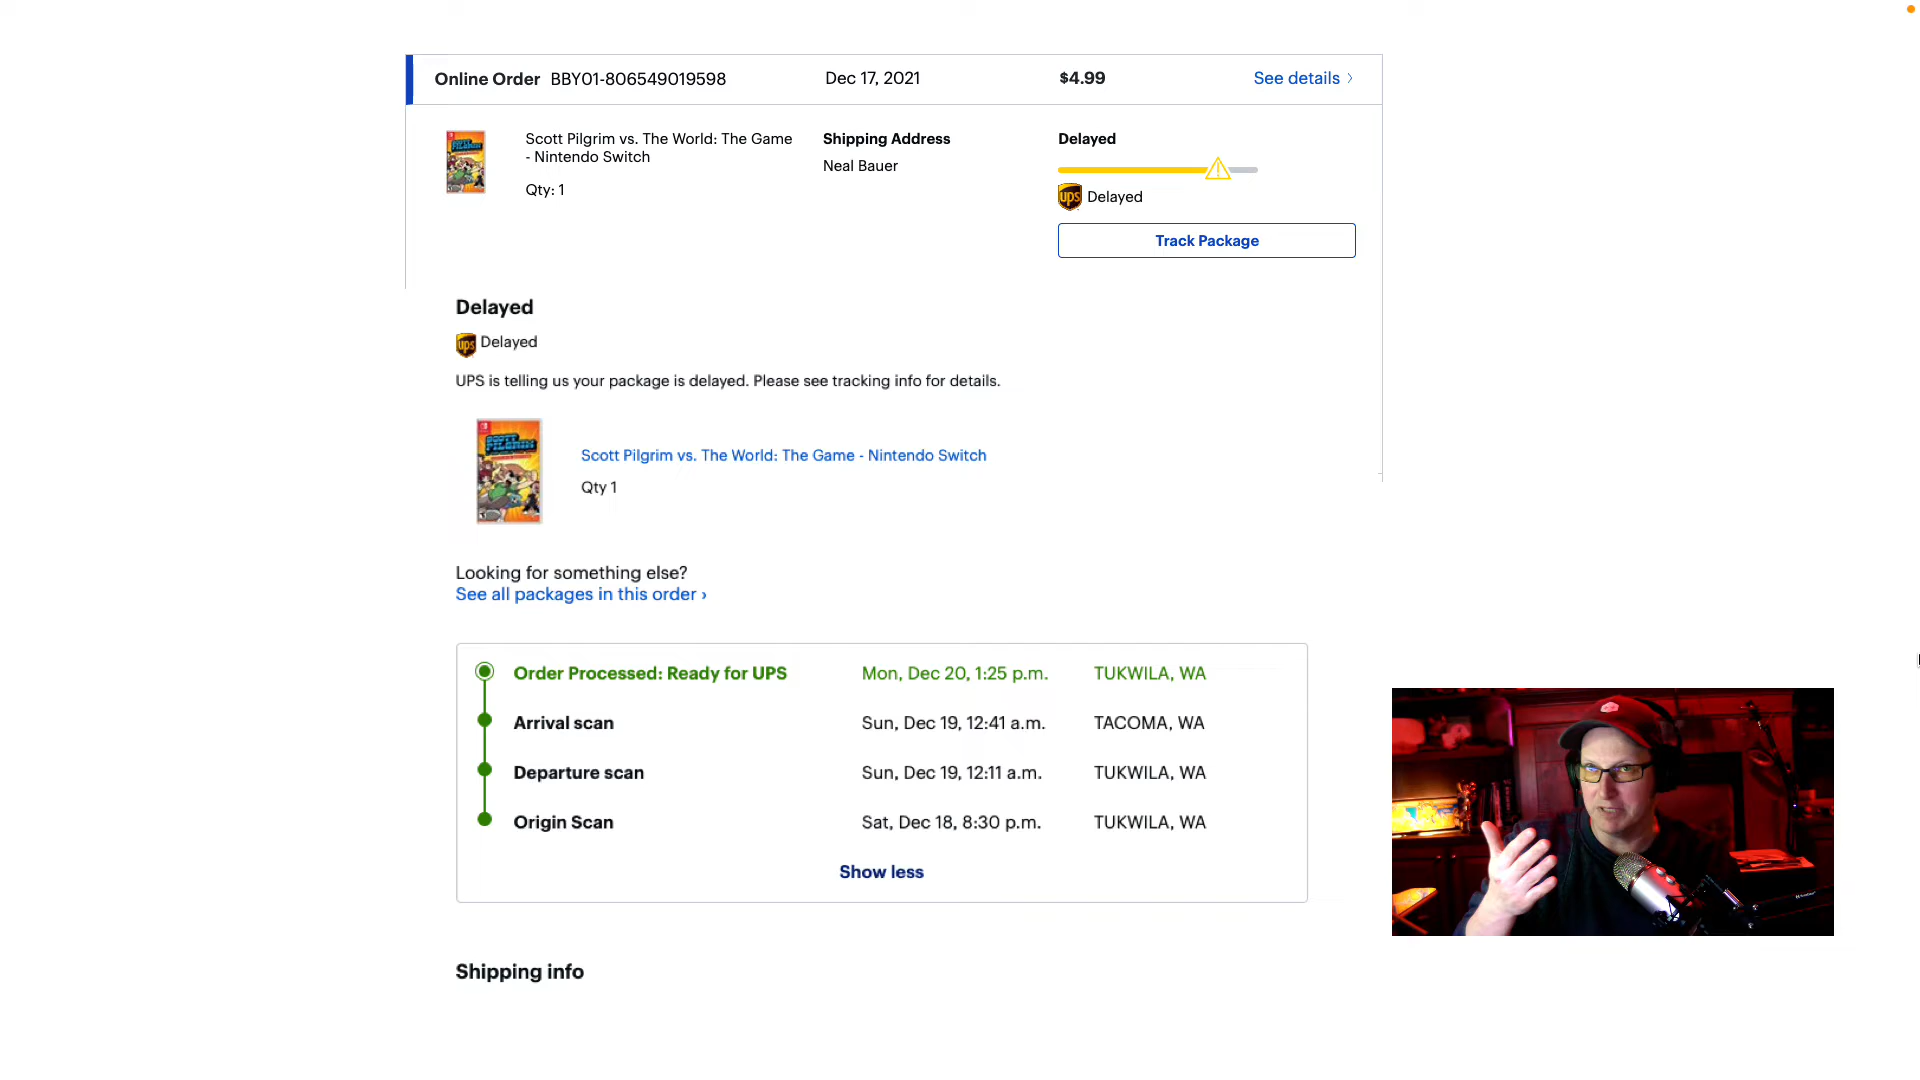 Online Order BBY01-806549019598 Dec 17, 2021 $4.99 See details ›
Scott Pilgrim vs. The World: The Game
- Nintendo Switch
Qty: 1
Shipping Address
Neal Bauer
Delayed
ups Delayed
Track Package
Delayed
ups Delayed
UPS is telling us your package is delayed. Please see tracking info for details.
SCOTT PILGRIM
Scott Pilgrim vs. The World: The Game - Nintendo Switch
Qty 1
Looking for something else?
See all packages in this order ›
Order Processed: Ready for UPS Mon, Dec 20, 1:25 p.m. TUKWILA, WA
Arrival scan Sun, Dec 19, 12:41 a.m. TACOMA, WA
Departure scan Sun, Dec 19, 12:11 a.m. TUKWILA, WA
Origin Scan Sat, Dec 18, 8:30 p.m. TUKWILA, WA
Show less
Shipping info